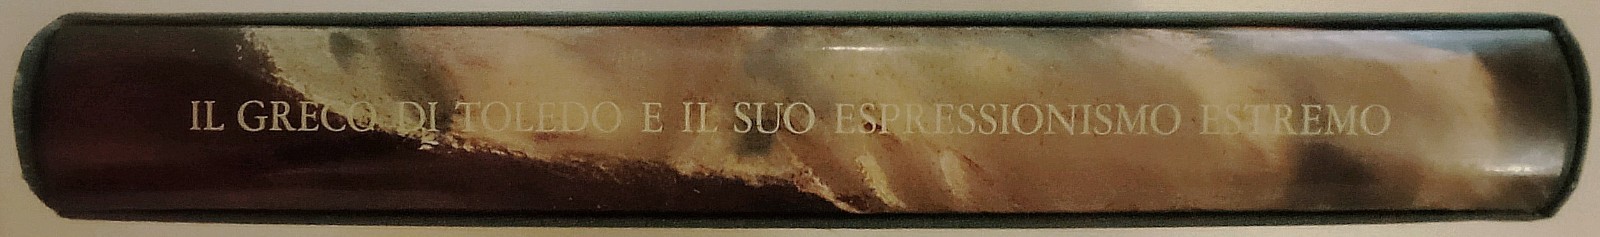 IL GRECO DI TOLEDO E IL SUO ESPRESSIONISMO ESTREMO